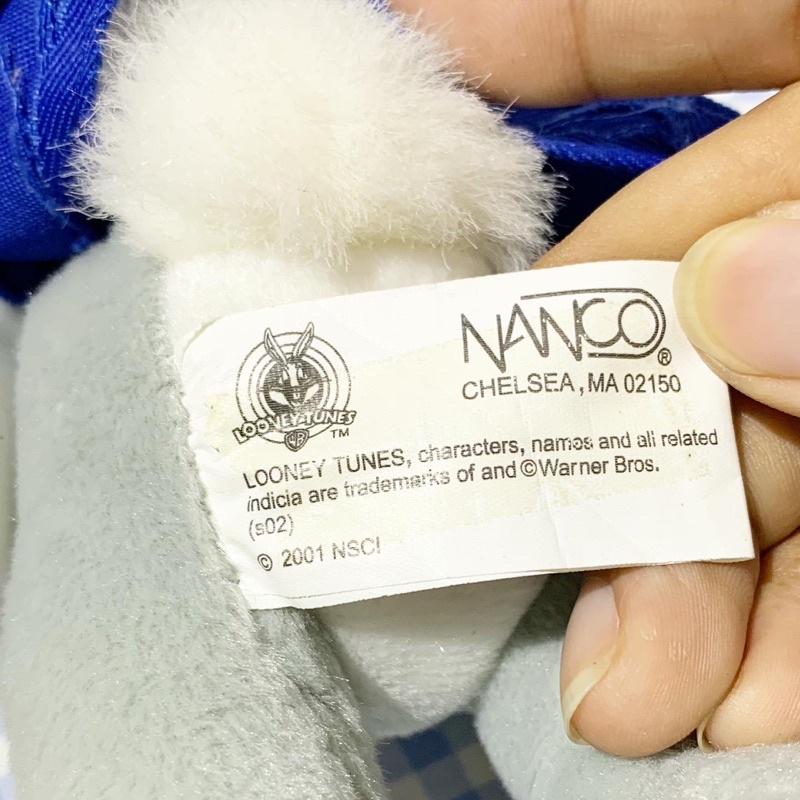 LOONEY TUNES
WB
TM
NANCO®
CHELSEA, MA 02150
LOONEY TUNES, characters, names and all related
indicia are trademarks of and ©Warner Bros.
(s02)
© 2001 NSCI